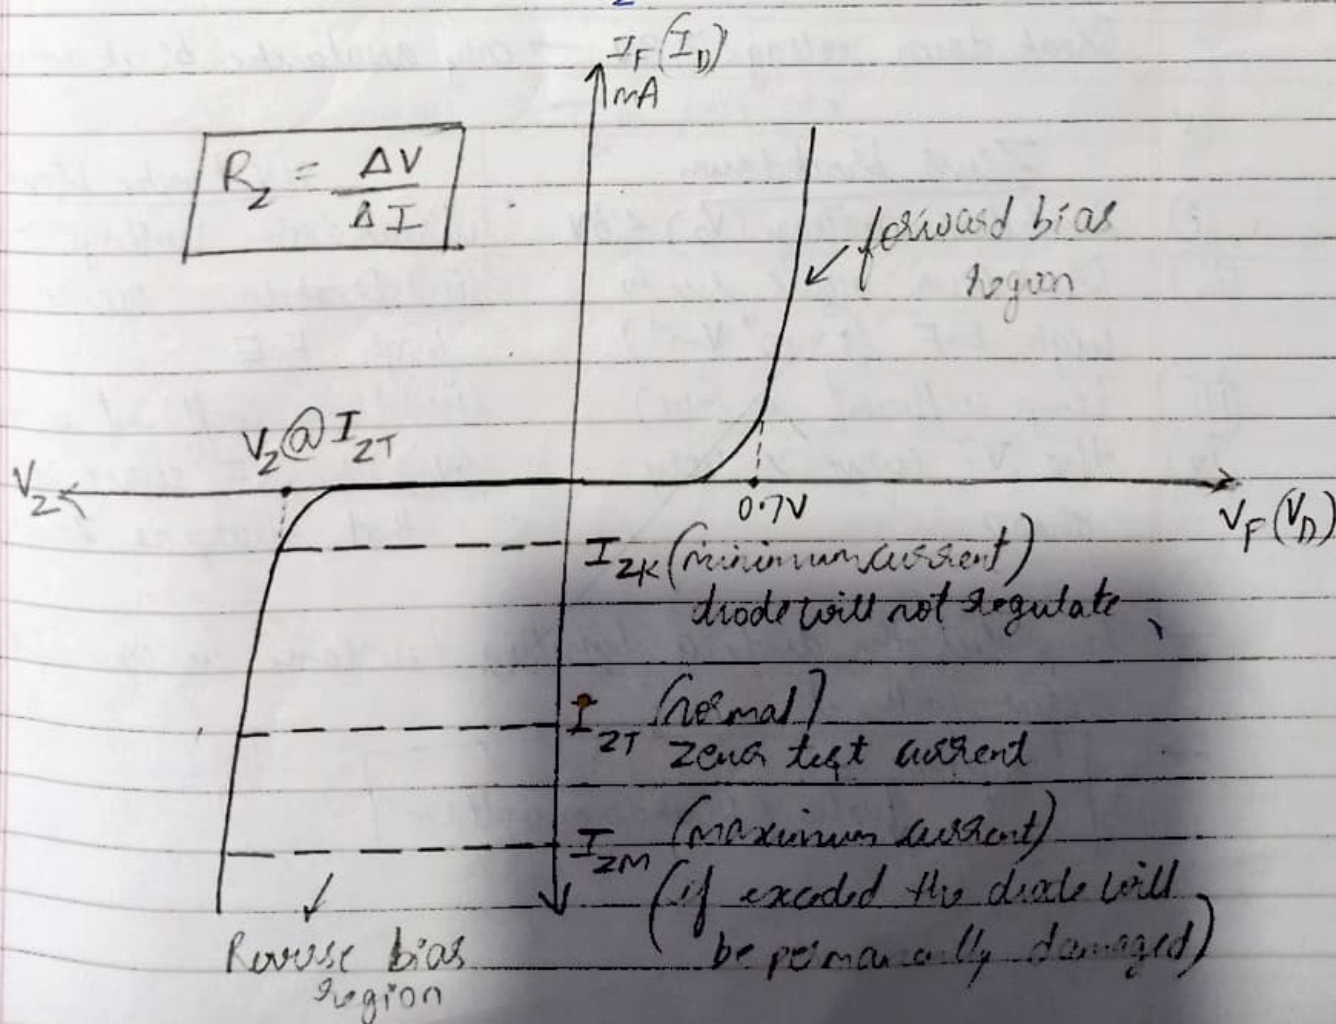 I_F (I_D)
mA
R_Z = ΔV / ΔI
forward bias
region
V_Z @ I_ZT
V_Z
0.7V
V_F (V_D)
I_ZK (minimum current)
diode will not regulate
I_ZT (normal)
zener test current
I_ZM (maximum current)
(if exceded the diode will
be permanantly damaged)
Reverse bias
region